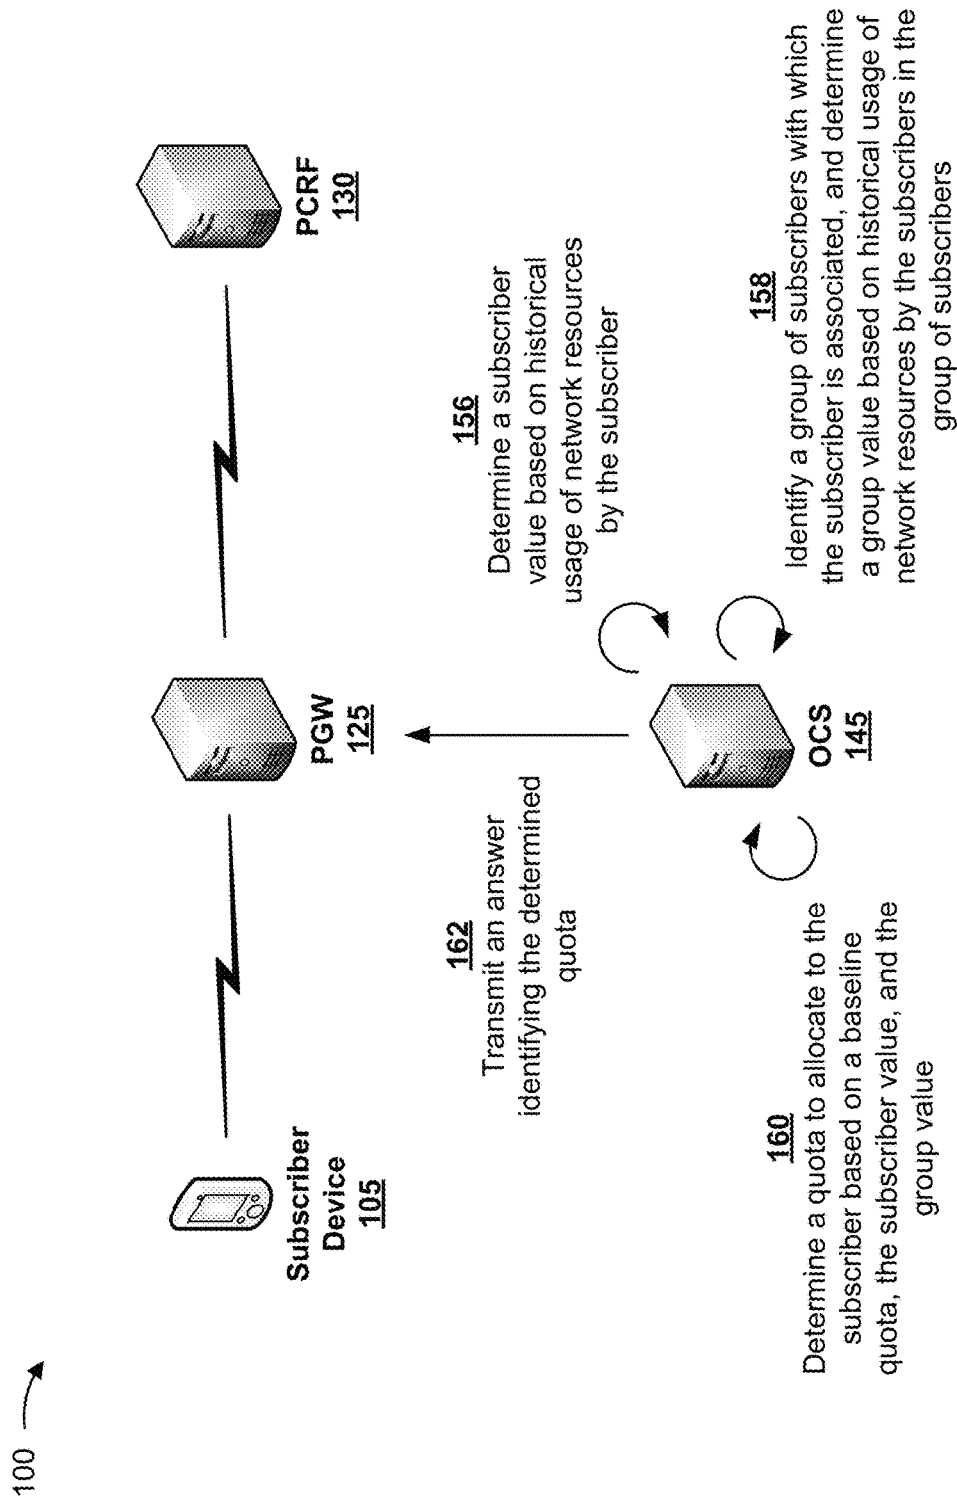 100
Subscriber
Device
105
PGW
125
PCRF
130
162
Transmit an answer
identifying the determined
quota
156
Determine a subscriber
value based on historical
usage of network resources
by the subscriber
OCS
145
160
Determine a quota to allocate to the
subscriber based on a baseline
quota, the subscriber value, and the
group value
158
Identify a group of subscribers with which
the subscriber is associated, and determine
a group value based on historical usage of
network resources by the subscribers in the
group of subscribers